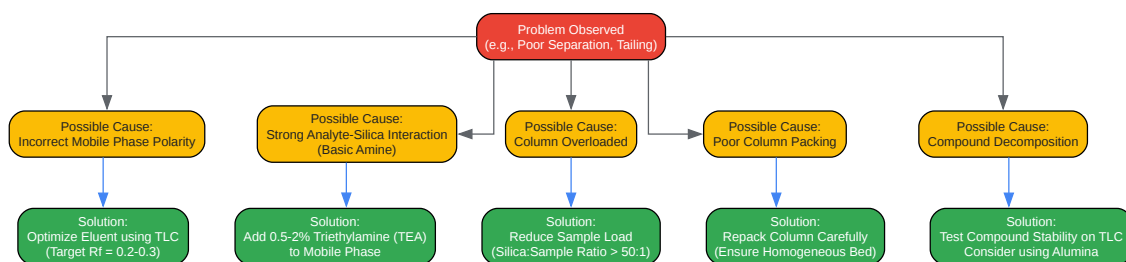 Problem Observed
(e.g., Poor Separation, Tailing)
Possible Cause:
Incorrect Mobile Phase Polarity
Possible Cause:
Strong Analyte-Silica Interaction
(Basic Amine)
Possible Cause:
Column Overloaded
Possible Cause:
Poor Column Packing
Possible Cause:
Compound Decomposition
Solution:
Optimize Eluent using TLC
(Target Rf = 0.2-0.3)
Solution:
Add 0.5-2% Triethylamine (TEA)
to Mobile Phase
Solution:
Reduce Sample Load
(Silica:Sample Ratio > 50:1)
Solution:
Repack Column Carefully
(Ensure Homogeneous Bed)
Solution:
Test Compound Stability on TLC
Consider using Alumina